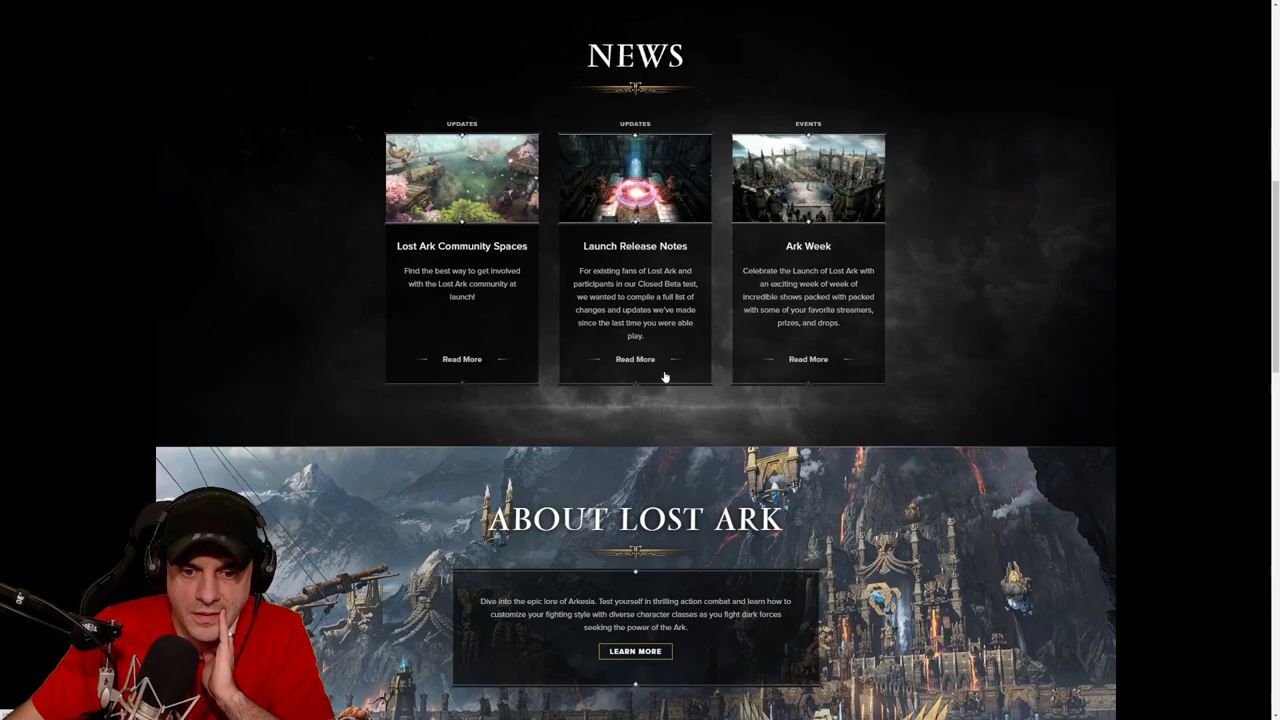 NEWS
UPDATES
Lost Ark Community Spaces
Find the best way to get involved
with the Lost Ark community at
launch!
Read More
UPDATES
Launch Release Notes
For existing fans of Lost Ark and
participants in our Closed Beta test,
we wanted to compile a full list of
changes and updates we've made
since the last time you were able
play.
Read More
EVENTS
Ark Week
Celebrate the Launch of Lost Ark with
an exciting week of week of
incredible shows packed with packed
with some of your favorite streamers,
prizes, and drops.
Read More
ABOUT LOST ARK
Dive into the epic lore of Arkesia. Test yourself in thrilling action combat and learn how to
customize your fighting style with diverse character classes as you fight dark forces
seeking the power of the Ark.
LEARN MORE